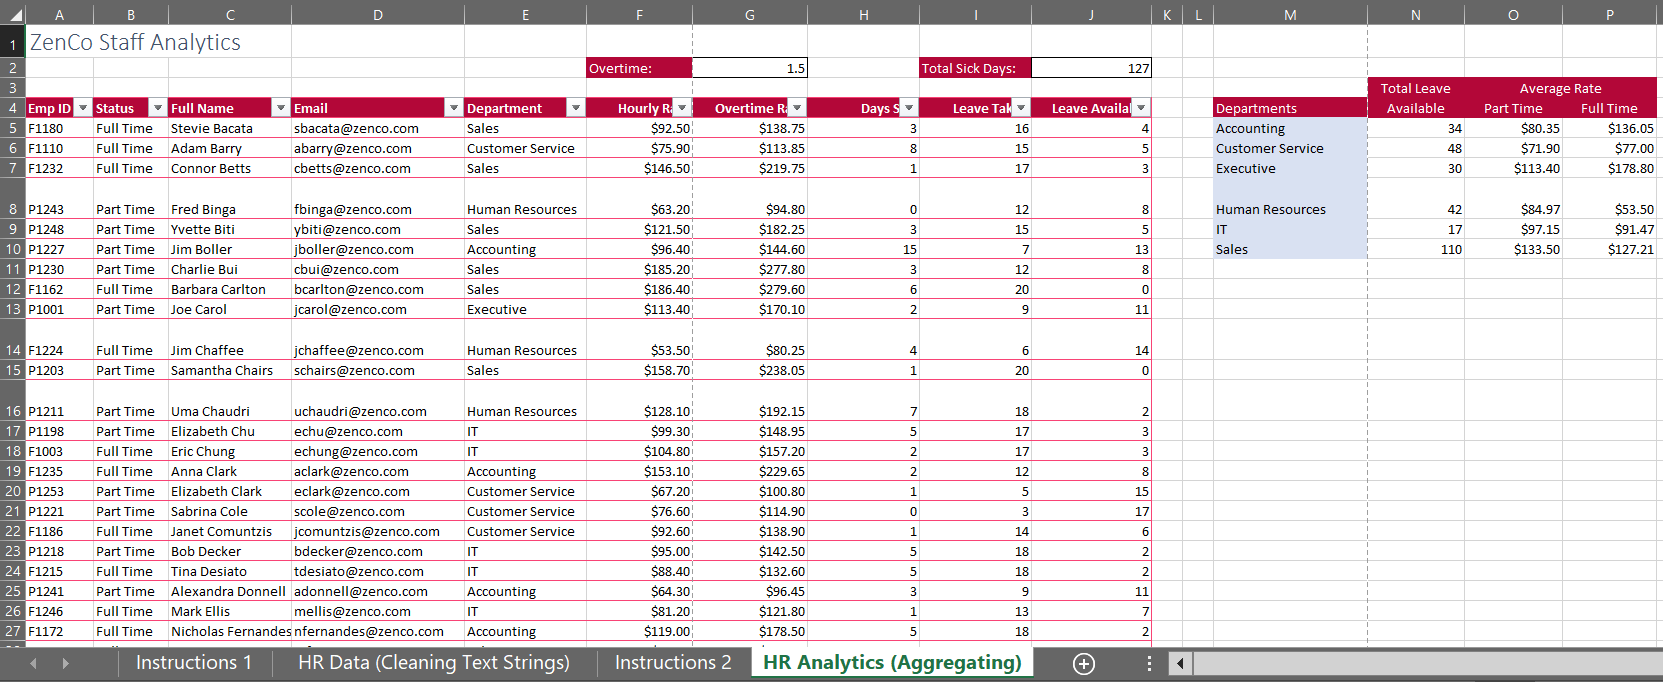 A B C D E F G H I J K L M N O P
1 ZenCo Staff Analytics
2 Overtime: 1.5 Total Sick Days: 127
3 Total Leave Average Rate
4 Emp ID Status Full Name Email Department Hourly Ra Overtime Ra Days S Leave Tak Leave Availal Departments Available Part Time Full Time
5 F1180 Full Time Stevie Bacata sbacata@zenco.com Sales $92.50 $138.75 3 16 4 Accounting 34 $80.35 $136.05
6 F1110 Full Time Adam Barry abarry@zenco.com Customer Service $75.90 $113.85 8 15 5 Customer Service 48 $71.90 $77.00
7 F1232 Full Time Connor Betts cbetts@zenco.com Sales $146.50 $219.75 1 17 3 Executive 30 $113.40 $178.80
8 P1243 Part Time Fred Binga fbinga@zenco.com Human Resources $63.20 $94.80 0 12 8 Human Resources 42 $84.97 $53.50
9 P1248 Part Time Yvette Biti ybiti@zenco.com Sales $121.50 $182.25 3 15 5 IT 17 $97.15 $91.47
10 P1227 Part Time Jim Boller jboller@zenco.com Accounting $96.40 $144.60 15 7 13 Sales 110 $133.50 $127.21
11 P1230 Part Time Charlie Bui cbui@zenco.com Sales $185.20 $277.80 3 12 8
12 F1162 Full Time Barbara Carlton bcarlton@zenco.com Sales $186.40 $279.60 6 20 0
13 P1001 Part Time Joe Carol jcarol@zenco.com Executive $113.40 $170.10 2 9 11
14 F1224 Full Time Jim Chaffee jchaffee@zenco.com Human Resources $53.50 $80.25 4 6 14
15 P1203 Part Time Samantha Chairs schairs@zenco.com Sales $158.70 $238.05 1 20 0
16 P1211 Part Time Uma Chaudri uchaudri@zenco.com Human Resources $128.10 $192.15 7 18 2
17 P1198 Part Time Elizabeth Chu echu@zenco.com IT $99.30 $148.95 5 17 3
18 F1003 Full Time Eric Chung echung@zenco.com IT $104.80 $157.20 2 17 3
19 F1235 Full Time Anna Clark aclark@zenco.com Accounting $153.10 $229.65 2 12 8
20 P1253 Part Time Elizabeth Clark eclark@zenco.com Customer Service $67.20 $100.80 1 5 15
21 P1221 Part Time Sabrina Cole scole@zenco.com Customer Service $76.60 $114.90 0 3 17
22 F1186 Full Time Janet Comuntzis jcomuntzis@zenco.com Customer Service $92.60 $138.90 1 14 6
23 P1218 Part Time Bob Decker bdecker@zenco.com IT $95.00 $142.50 5 18 2
24 F1215 Full Time Tina Desiato tdesiato@zenco.com IT $88.40 $132.60 5 18 2
25 P1241 Part Time Alexandra Donnell adonnell@zenco.com Accounting $64.30 $96.45 3 9 11
26 F1246 Full Time Mark Ellis mellis@zenco.com IT $81.20 $121.80 1 13 7
27 F1172 Full Time Nicholas Fernandes nfernandes@zenco.com Accounting $119.00 $178.50 5 18 2
Instructions 1 HR Data (Cleaning Text Strings) Instructions 2 HR Analytics (Aggregating)